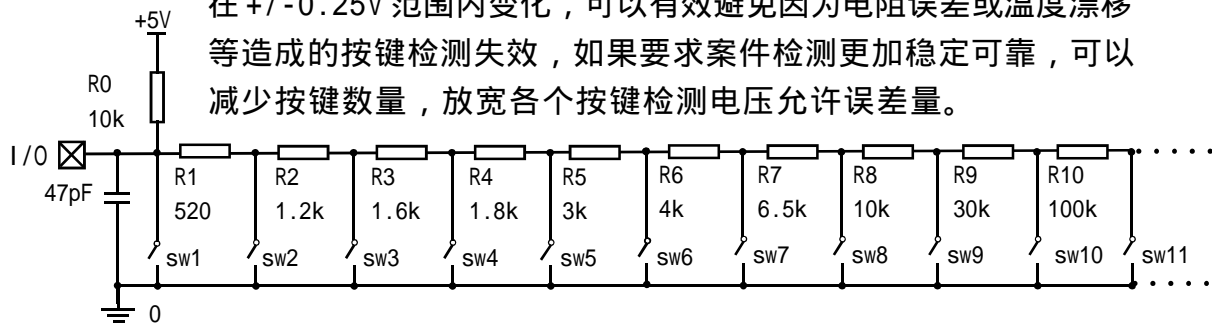 在+/-0.25V范围内变化，可以有效避免因为电阻误差或温度漂移
等造成的按键检测失效，如果要求案件检测更加稳定可靠，可以
减少按键数量，放宽各个按键检测电压允许误差量。
+5V
R0
10k
I/O
47pF
R1 R2 R3 R4 R5 R6 R7 R8 R9 R10
520 1.2k 1.6k 1.8k 3k 4k 6.5k 10k 30k 100k
sw1 sw2 sw3 sw4 sw5 sw6 sw7 sw8 sw9 sw10 sw11
0